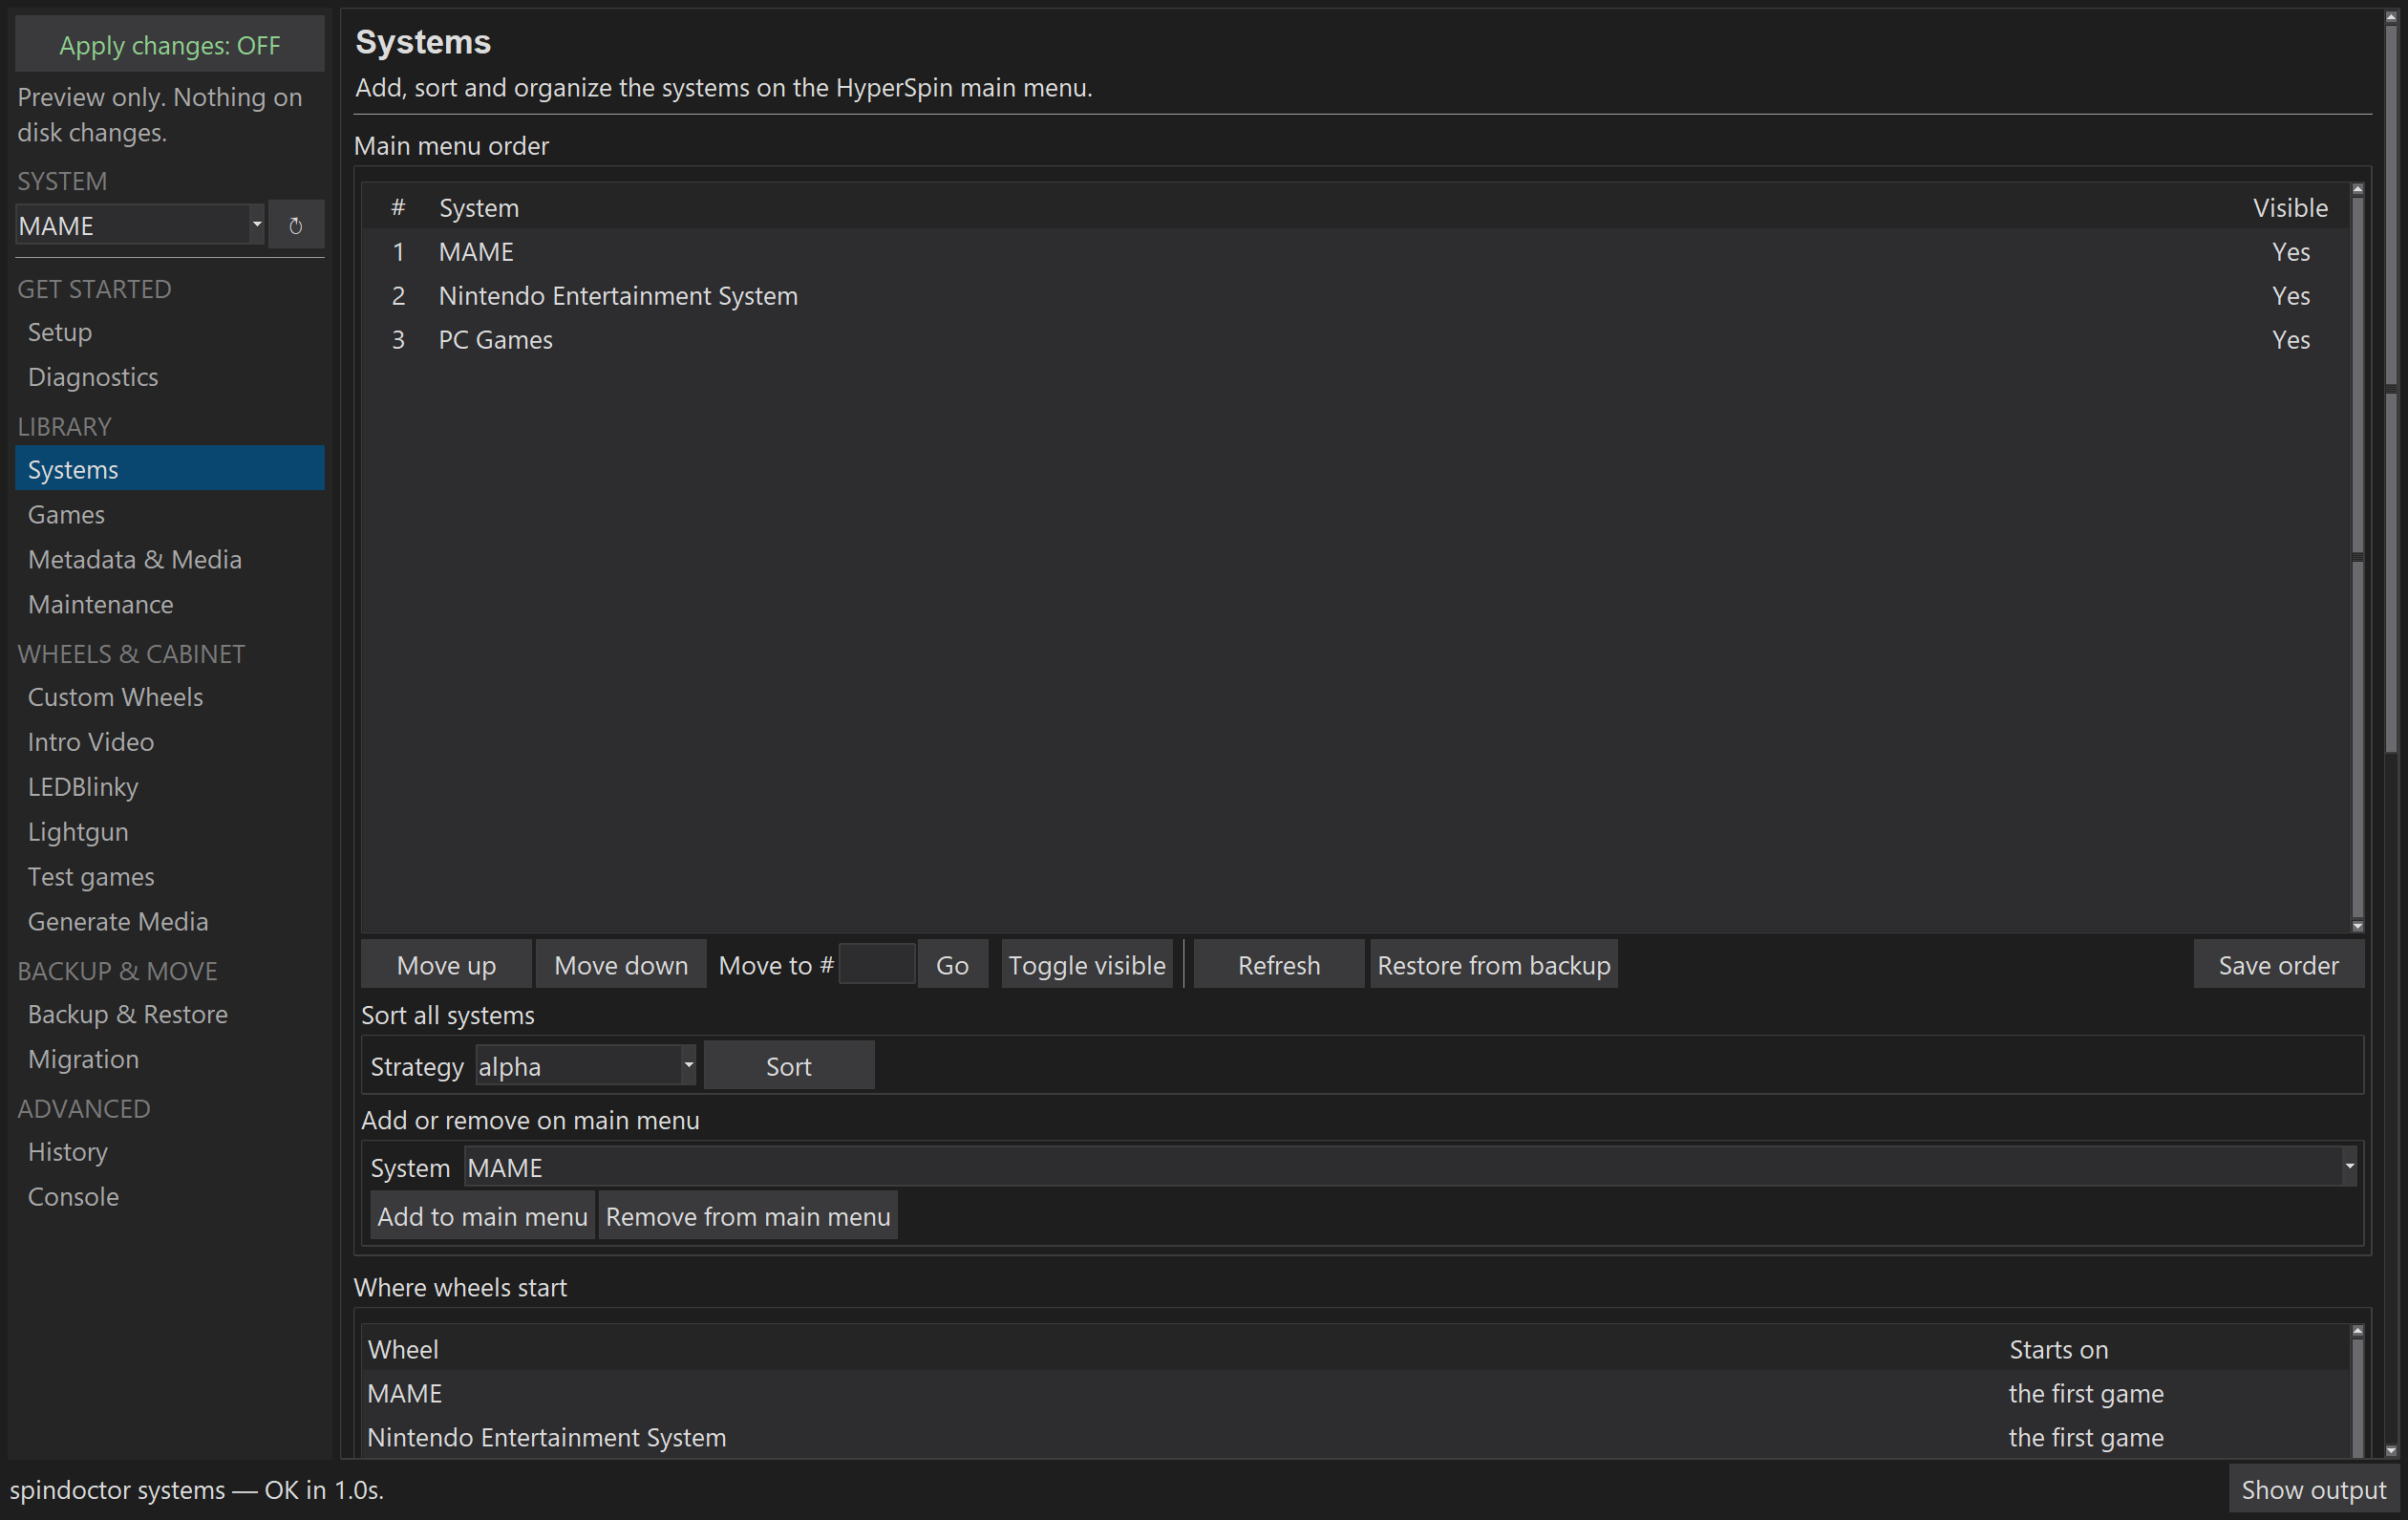 Apply changes: OFF
Preview only. Nothing on
disk changes.
SYSTEM
MAME
GET STARTED
Setup
Diagnostics
LIBRARY
Systems
Games
Metadata & Media
Maintenance
WHEELS & CABINET
Custom Wheels
Intro Video
LEDBlinky
Lightgun
Test games
Generate Media
BACKUP & MOVE
Backup & Restore
Migration
ADVANCED
History
Console
Systems
Add, sort and organize the systems on the HyperSpin main menu.
Main menu order
# System Visible
1 MAME Yes
2 Nintendo Entertainment System Yes
3 PC Games Yes
Move up Move down Move to # Go Toggle visible Refresh Restore from backup Save order
Sort all systems
Strategy alpha Sort
Add or remove on main menu
System MAME
Add to main menu Remove from main menu
Where wheels start
Wheel Starts on
MAME the first game
Nintendo Entertainment System the first game
spindoctor systems — OK in 1.0s. Show output